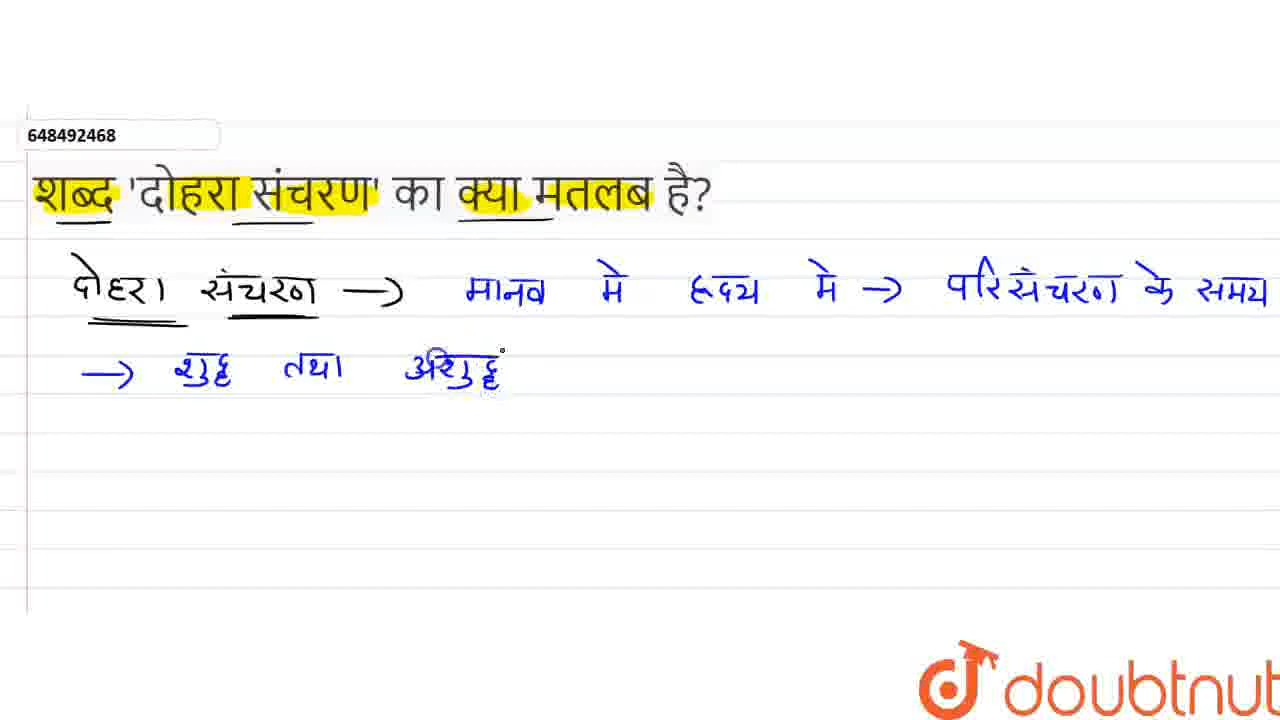 648492468
शब्द 'दोहरा संचरण' का क्या मतलब है?
दोहरा संचरण → मानव मे हृदय मे → परिसंचरण के समय
→ शुद्ध तथा अशुद्ध
doubtnut